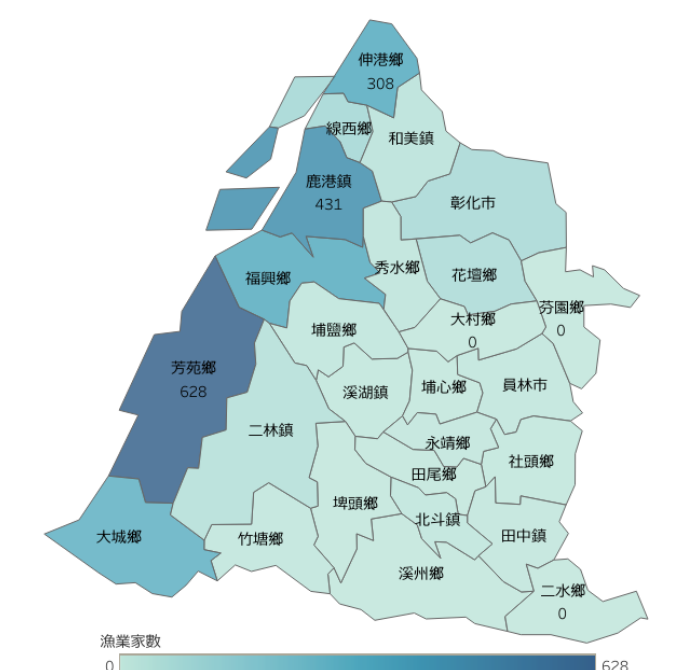 伸港鄉
308
線西鄉
和美鎮
鹿港鎮
431
彰化市
秀水鄉
福興鄉
花壇鄉
芬園鄉
0
大村鄉
0
埔鹽鄉
芳苑鄉
628
溪湖鎮
埔心鄉
員林市
二林鎮
永靖鄉
社頭鄉
田尾鄉
埤頭鄉
北斗鎮
大城鄉
竹塘鄉
田中鎮
溪州鄉
二水鄉
0
漁業家數
0 628